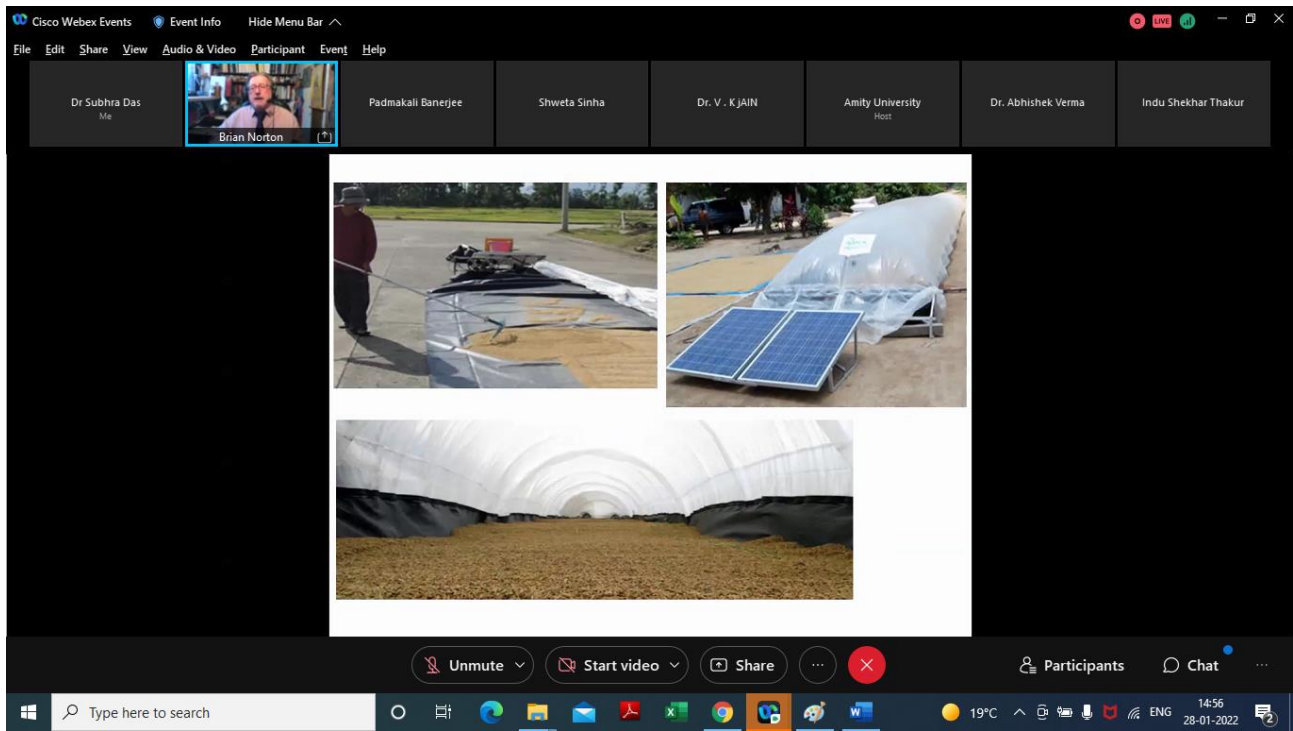 Cisco Webex Events Event Info Hide Menu Bar
LIVE
File Edit Share View Audio & Video Participant Event Help
Dr Subhra Das
Me
Brian Norton
Padmakali Banerjee
Shweta Sinha
Dr. V . K jAIN
Amity University
Host
Dr. Abhishek Verma
Indu Shekhar Thakur
Unmute Start video Share Participants Chat
Type here to search
19°C ENG
14:56
28-01-2022
2